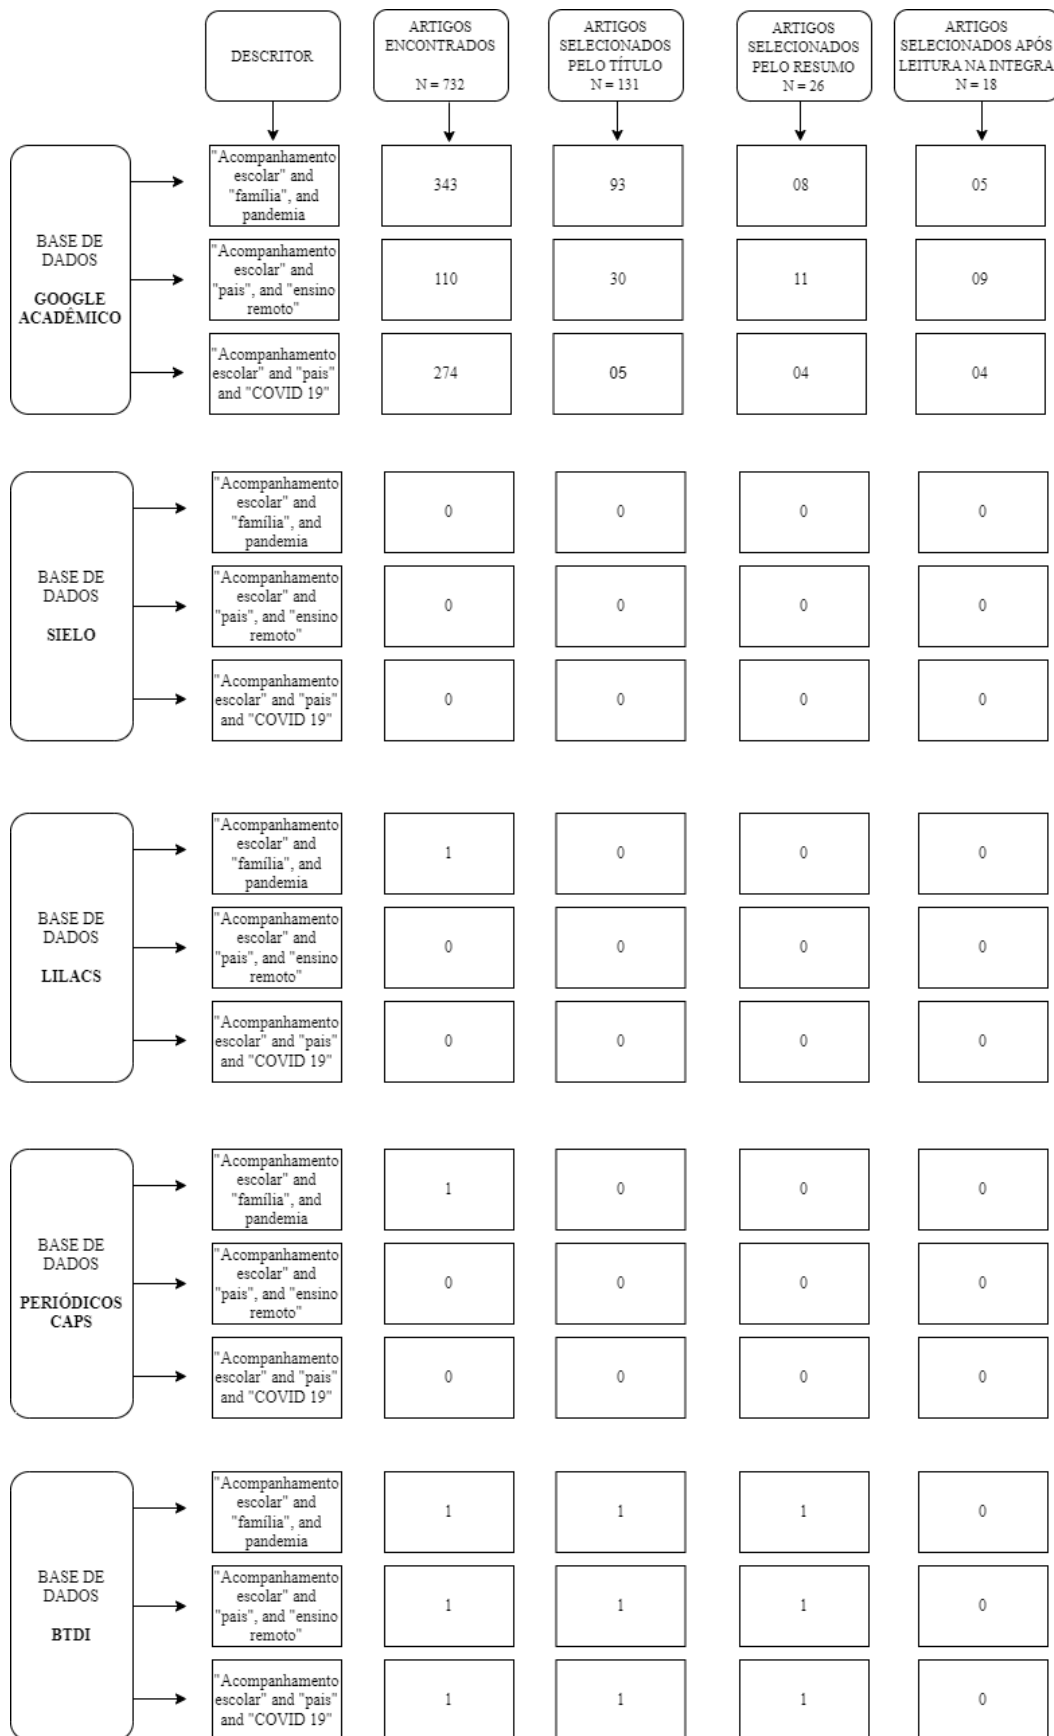 DESCRITOR
ARTIGOS
ENCONTRADOS
N = 732
ARTIGOS
SELECIONADOS
PELO TÍTULO
N = 131
ARTIGOS
SELECIONADOS
PELO RESUMO
N = 26
ARTIGOS
SELECIONADOS APÓS
LEITURA NA INTEGRA
N = 18
BASE DE
DADOS
GOOGLE
ACADÊMICO
"Acompanhamento
escolar" and
"família", and
pandemia
343
93
08
05
"Acompanhamento
escolar" and
"pais", and "ensino
remoto"
110
30
11
09
"Acompanhamento
escolar" and "pais"
and "COVID 19"
274
05
04
04
BASE DE
DADOS
SIELO
"Acompanhamento
escolar" and
"família", and
pandemia
0
0
0
0
"Acompanhamento
escolar" and
"pais", and "ensino
remoto"
0
0
0
0
"Acompanhamento
escolar" and "pais"
and "COVID 19"
0
0
0
0
BASE DE
DADOS
LILACS
"Acompanhamento
escolar" and
"família", and
pandemia
1
0
0
0
"Acompanhamento
escolar" and
"pais", and "ensino
remoto"
0
0
0
0
"Acompanhamento
escolar" and "pais"
and "COVID 19"
0
0
0
0
BASE DE
DADOS
PERIÓDICOS
CAPS
"Acompanhamento
escolar" and
"família", and
pandemia
1
0
0
0
"Acompanhamento
escolar" and
"pais", and "ensino
remoto"
0
0
0
0
"Acompanhamento
escolar" and "pais"
and "COVID 19"
0
0
0
0
BASE DE
DADOS
BTDI
"Acompanhamento
escolar" and
"família", and
pandemia
1
1
1
0
"Acompanhamento
escolar" and
"pais", and "ensino
remoto"
1
1
1
0
"Acompanhamento
escolar" and "pais"
and "COVID 19"
1
1
1
0